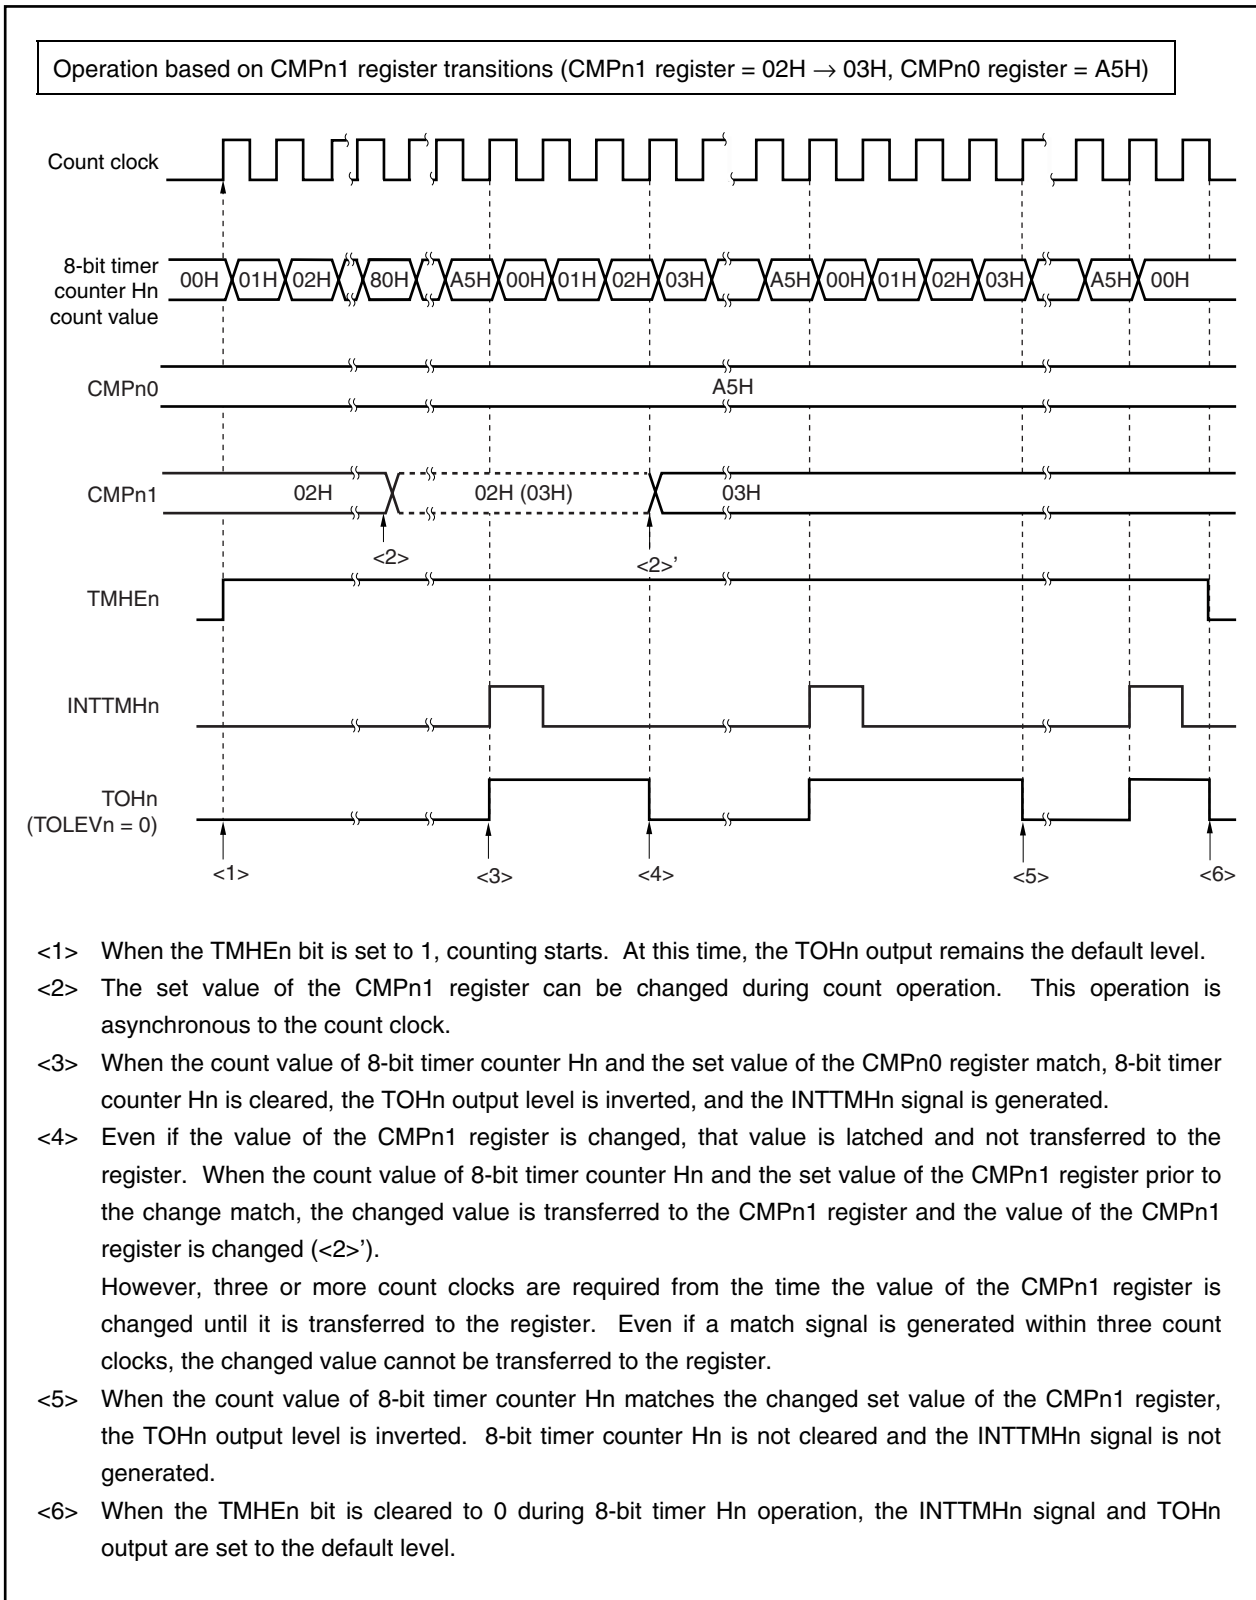 Operation based on CMPn1 register transitions (CMPn1 register = 02H → 03H, CMPn0 register = A5H)
Count clock
8-bit timer
counter Hn
count value
00H 01H 02H 80H A5H 00H 01H 02H 03H A5H 00H 01H 02H 03H A5H 00H
CMPn0
A5H
CMPn1
02H 02H (03H) 03H
<2> <2>’
TMHEn
INTTMHn
TOHn
(TOLEVn = 0)
<1> <3> <4> <5> <6>
<1> When the TMHEn bit is set to 1, counting starts. At this time, the TOHn output remains the default level.
<2> The set value of the CMPn1 register can be changed during count operation. This operation is
asynchronous to the count clock.
<3> When the count value of 8-bit timer counter Hn and the set value of the CMPn0 register match, 8-bit timer
counter Hn is cleared, the TOHn output level is inverted, and the INTTMHn signal is generated.
<4> Even if the value of the CMPn1 register is changed, that value is latched and not transferred to the
register. When the count value of 8-bit timer counter Hn and the set value of the CMPn1 register prior to
the change match, the changed value is transferred to the CMPn1 register and the value of the CMPn1
register is changed (<2>’).
However, three or more count clocks are required from the time the value of the CMPn1 register is
changed until it is transferred to the register. Even if a match signal is generated within three count
clocks, the changed value cannot be transferred to the register.
<5> When the count value of 8-bit timer counter Hn matches the changed set value of the CMPn1 register,
the TOHn output level is inverted. 8-bit timer counter Hn is not cleared and the INTTMHn signal is not
generated.
<6> When the TMHEn bit is cleared to 0 during 8-bit timer Hn operation, the INTTMHn signal and TOHn
output are set to the default level.